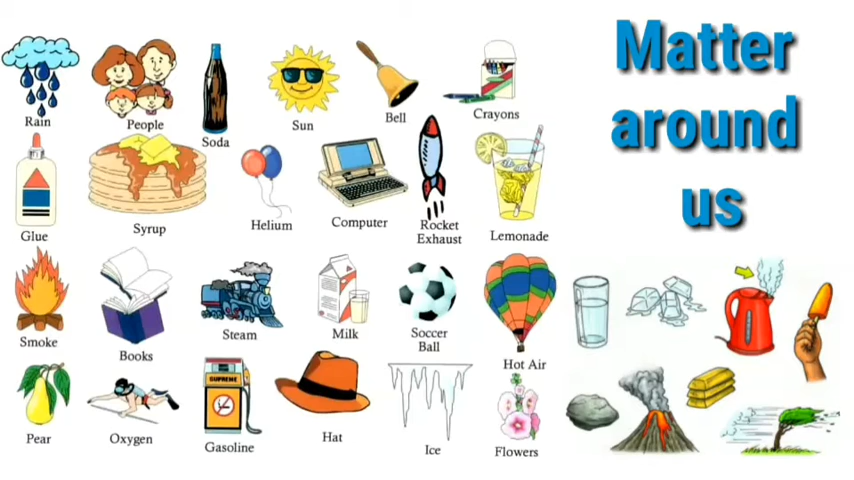 Matter
around
us
Rain
People
Soda
Sun
Bell
Crayons
Glue
Syrup
Helium
Computer
Rocket
Exhaust
Lemonade
Smoke
Books
Steam
Milk
Soccer
Ball
Hot Air
Pear
Oxygen
SUPREME
Gasoline
Hat
Ice
Flowers